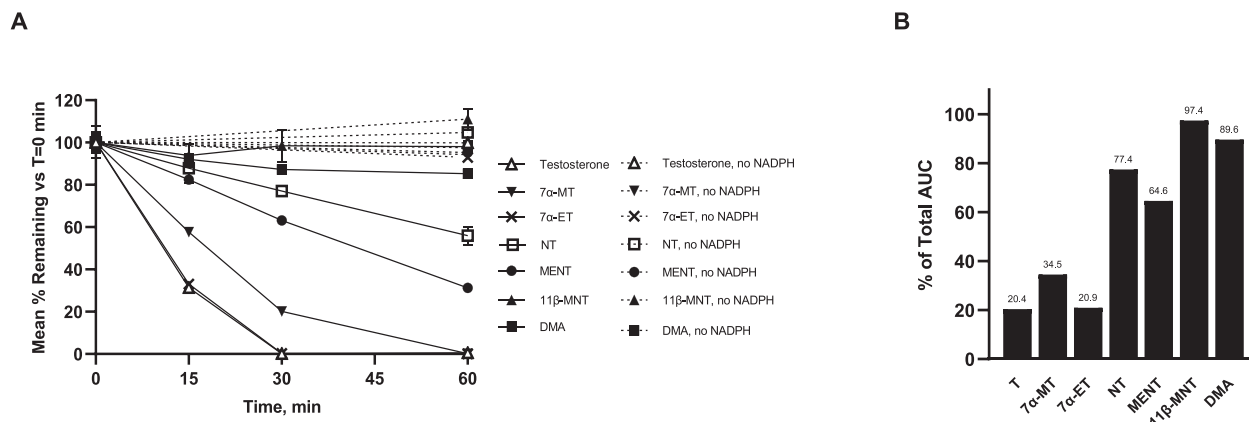 A
Mean % Remaining vs T=0 min
120
100
80
60
40
20
0
0
15
30
45
60
Time, min
Testosterone
7α-MT
7α-ET
NT
MENT
11β-MNT
DMA
Testosterone, no NADPH
7α-MT, no NADPH
7α-ET, no NADPH
NT, no NADPH
MENT, no NADPH
11β-MNT, no NADPH
DMA, no NADPH
B
% of Total AUC
100
80
60
40
20
0
20.4
34.5
20.9
77.4
64.6
97.4
89.6
T
7α-MT
7α-ET
NT
MENT
11β-MNT
DMA